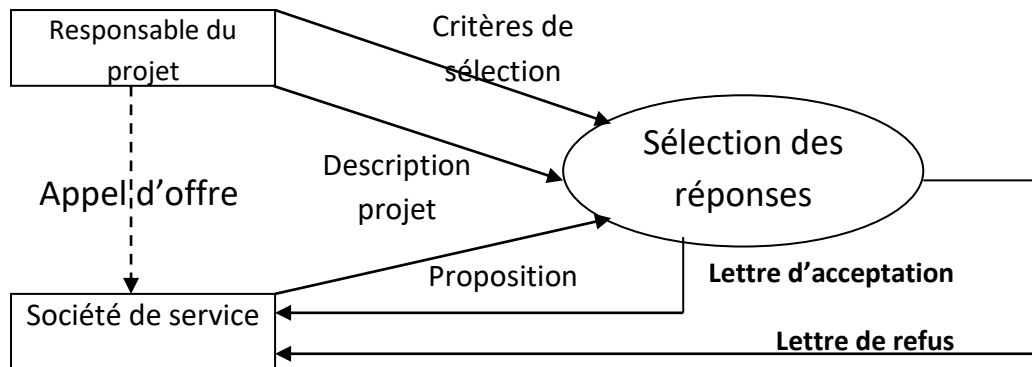 Responsable du
projet
Critères de
sélection
Sélection des
réponses
Description
projet
Appel d’offre
Proposition
Lettre d’acceptation
Société de service
Lettre de refus